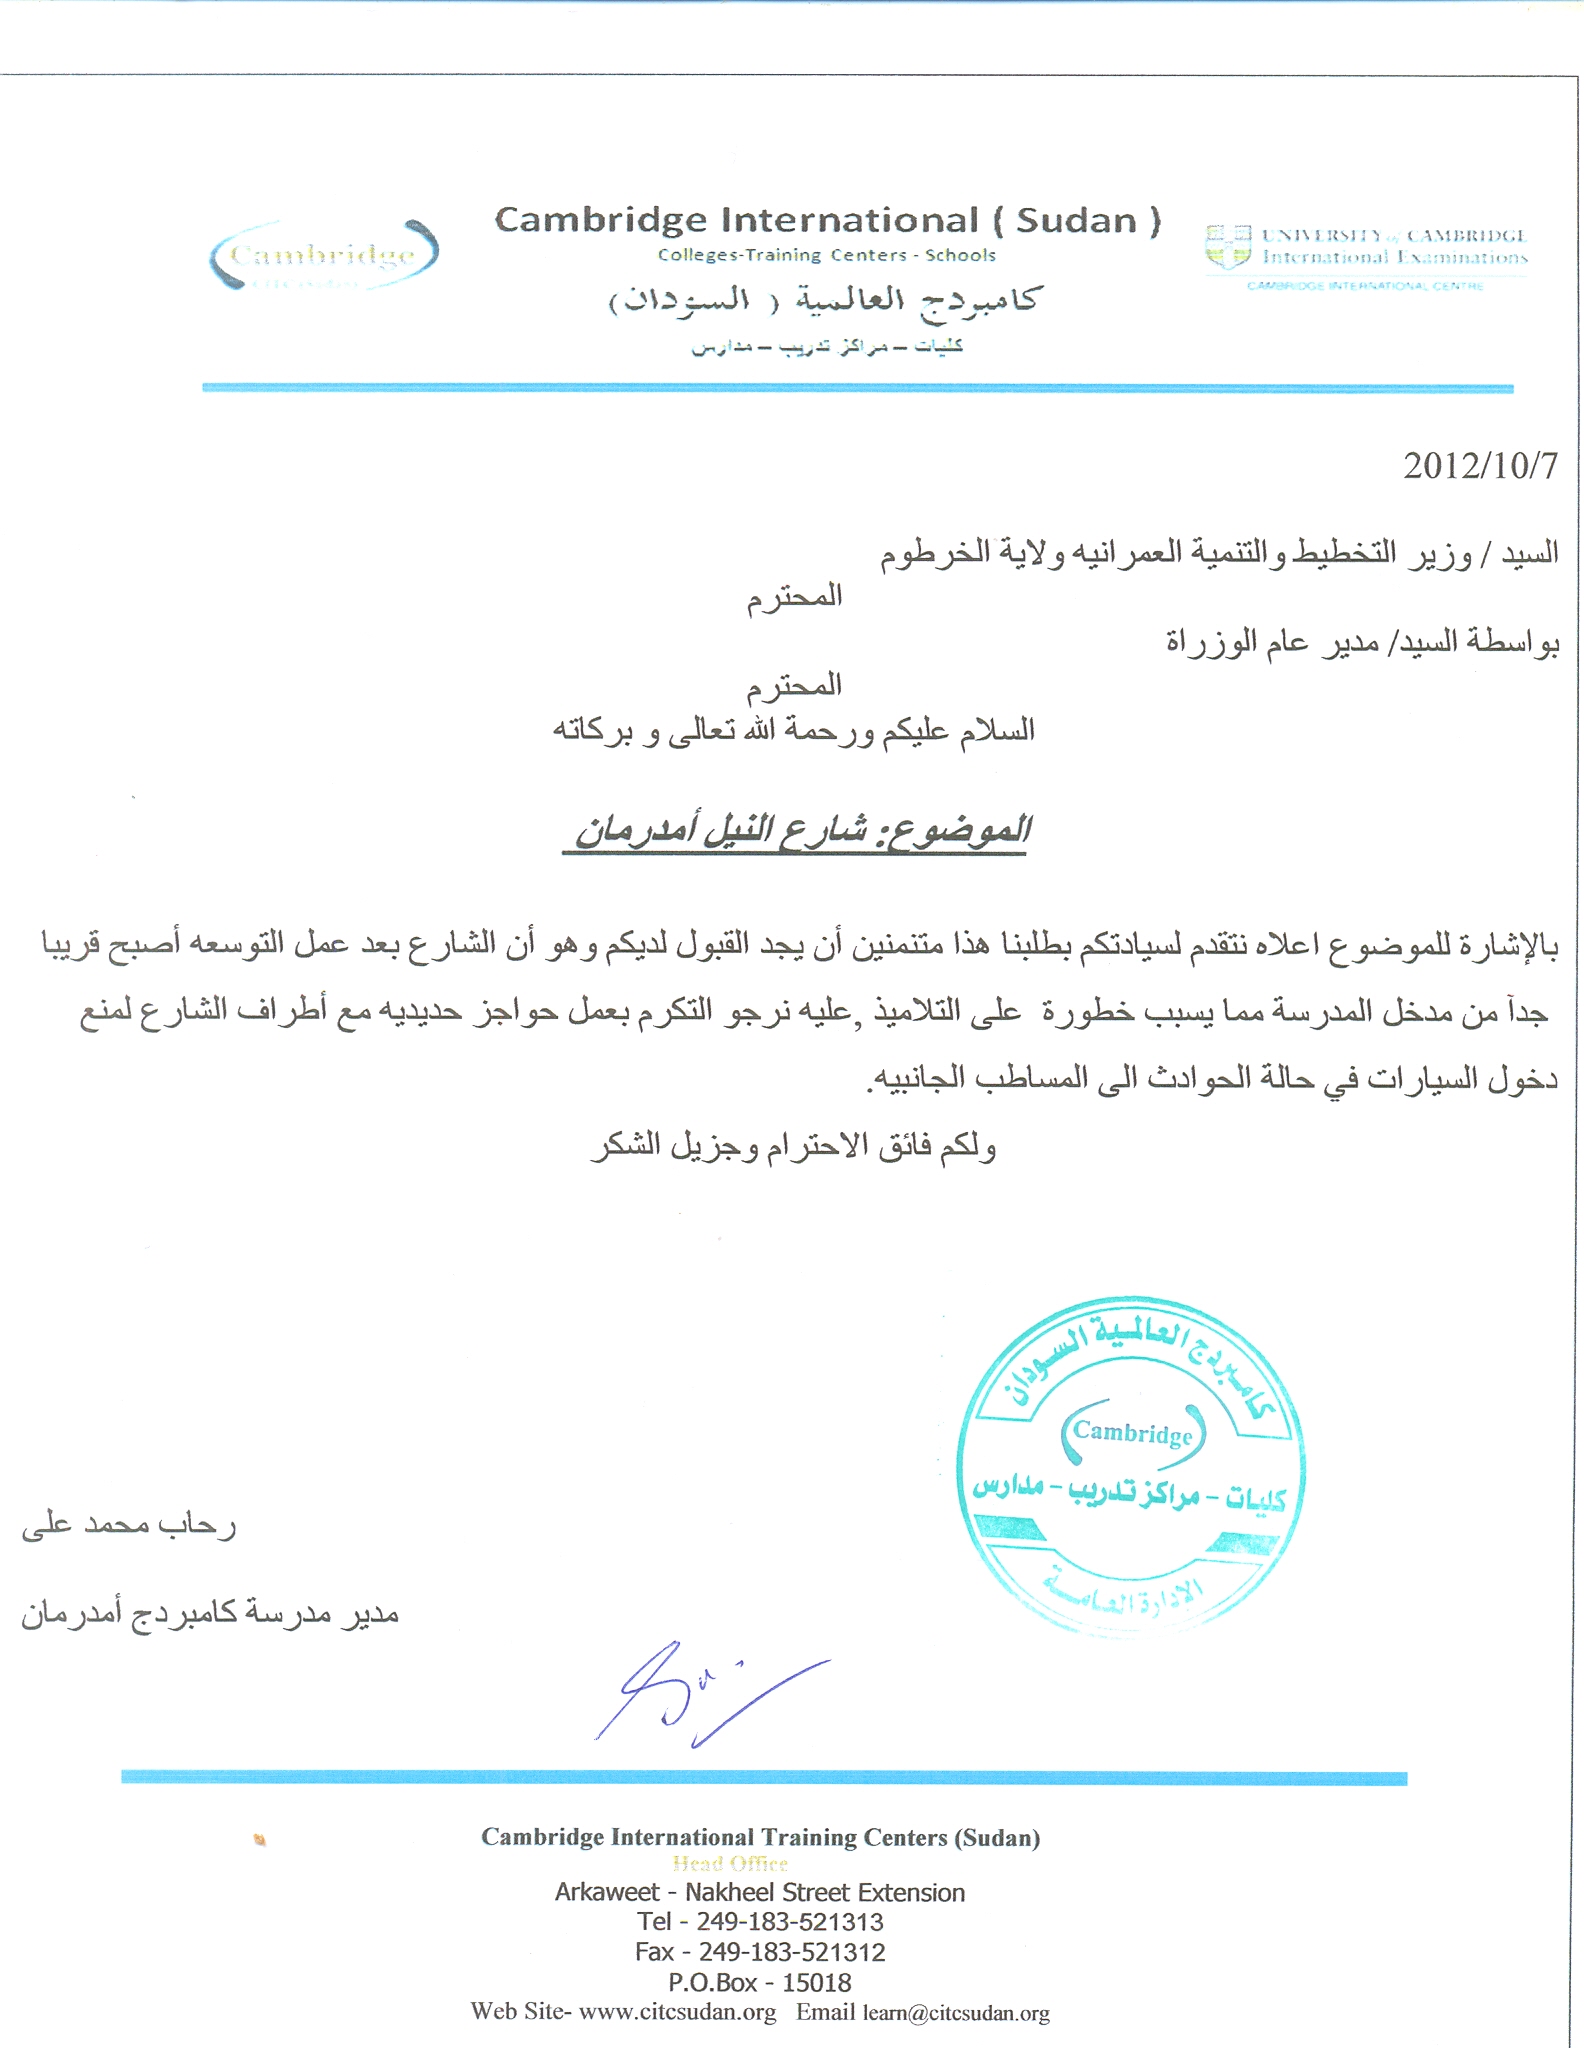 Cambridge
CITC SUDAN
Cambridge International ( Sudan )
Colleges-Training Centers - Schools
كامبردج العالمية ( السودان)
كليات – مراكز تدريب – مدارس
UNIVERSITY of CAMBRIDGE
International Examinations
CAMBRIDGE INTERNATIONAL CENTRE
2012/10/7
السيد / وزير التخطيط والتنمية العمرانيه ولاية الخرطوم
المحترم
بواسطة السيد/ مدير عام الوزراة
المحترم
السلام عليكم ورحمة الله تعالى و بركاته
الموضوع: شارع النيل أمدرمان
بالإشارة للموضوع اعلاه نتقدم لسيادتكم بطلبنا هذا متنمنين أن يجد القبول لديكم وهو أن الشارع بعد عمل التوسعه أصبح قريبا
جدآ من مدخل المدرسة مما يسبب خطورة على التلاميذ ,عليه نرجو التكرم بعمل حواجز حديديه مع أطراف الشارع لمنع
دخول السيارات في حالة الحوادث الى المساطب الجانبيه.
ولكم فائق الاحترام وجزيل الشكر
كامبردج العالمية السودان
Cambridge
كليات – مراكز تدريب – مدارس
الإدارة العامة
رحاب محمد على
مدير مدرسة كامبردج أمدرمان
Cambridge International Training Centers (Sudan)
Head Office
Arkaweet - Nakheel Street Extension
Tel - 249-183-521313
Fax - 249-183-521312
P.O.Box - 15018
Web Site- www.citcsudan.org Email learn@citcsudan.org